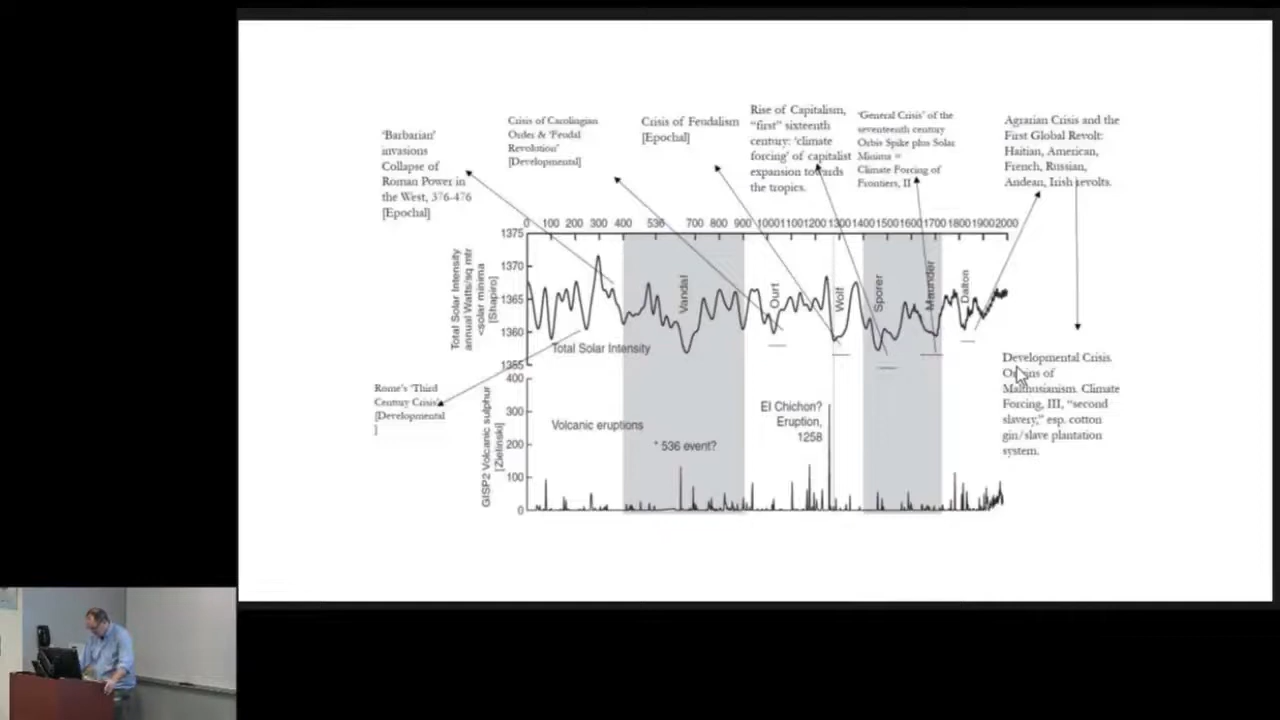 'Barbarian'
invasions
Collapse of
Roman Power in
the West, 376-476
[Epochal]
Crisis of Carolingian
Order & 'Feudal
Revolution'
[Developmental]
Crisis of Feudalism
[Epochal]
Rise of Capitalism,
"first" sixteenth
century: 'climate
forcing' of capitalist
expansion towards
the tropics.
'General Crisis' of the
seventeenth century
Orbis Spike plus Solar
Minima =
Climate Forcing of
Frontiers, II
Agrarian Crisis and the
First Global Revolt:
Haitian, American,
French, Russian,
Andean, Irish revolts.
0 100 200 300 400 536 700 800 900 1000 1100 1200 1300 1400 1500 1600 1700 1800 1900 2000
1375
1370
1365
1360
1355
Total Solar Intensity
annual Watts/sq mtr
<solar minima
[Shapiro]
Vandal
Ourt
Wolf
Sporer
Maunder
Dalton
Total Solar Intensity
Rome's 'Third
Century Crisis'
[Developmental
]
400
300
200
100
0
GISP2 Volcanic sulphur
[Zielinski]
Volcanic eruptions
* 536 event?
El Chichon?
Eruption,
1258
Developmental Crisis.
Origins of
Malthusianism. Climate
Forcing, III, "second
slavery," esp. cotton
gin/slave plantation
system.